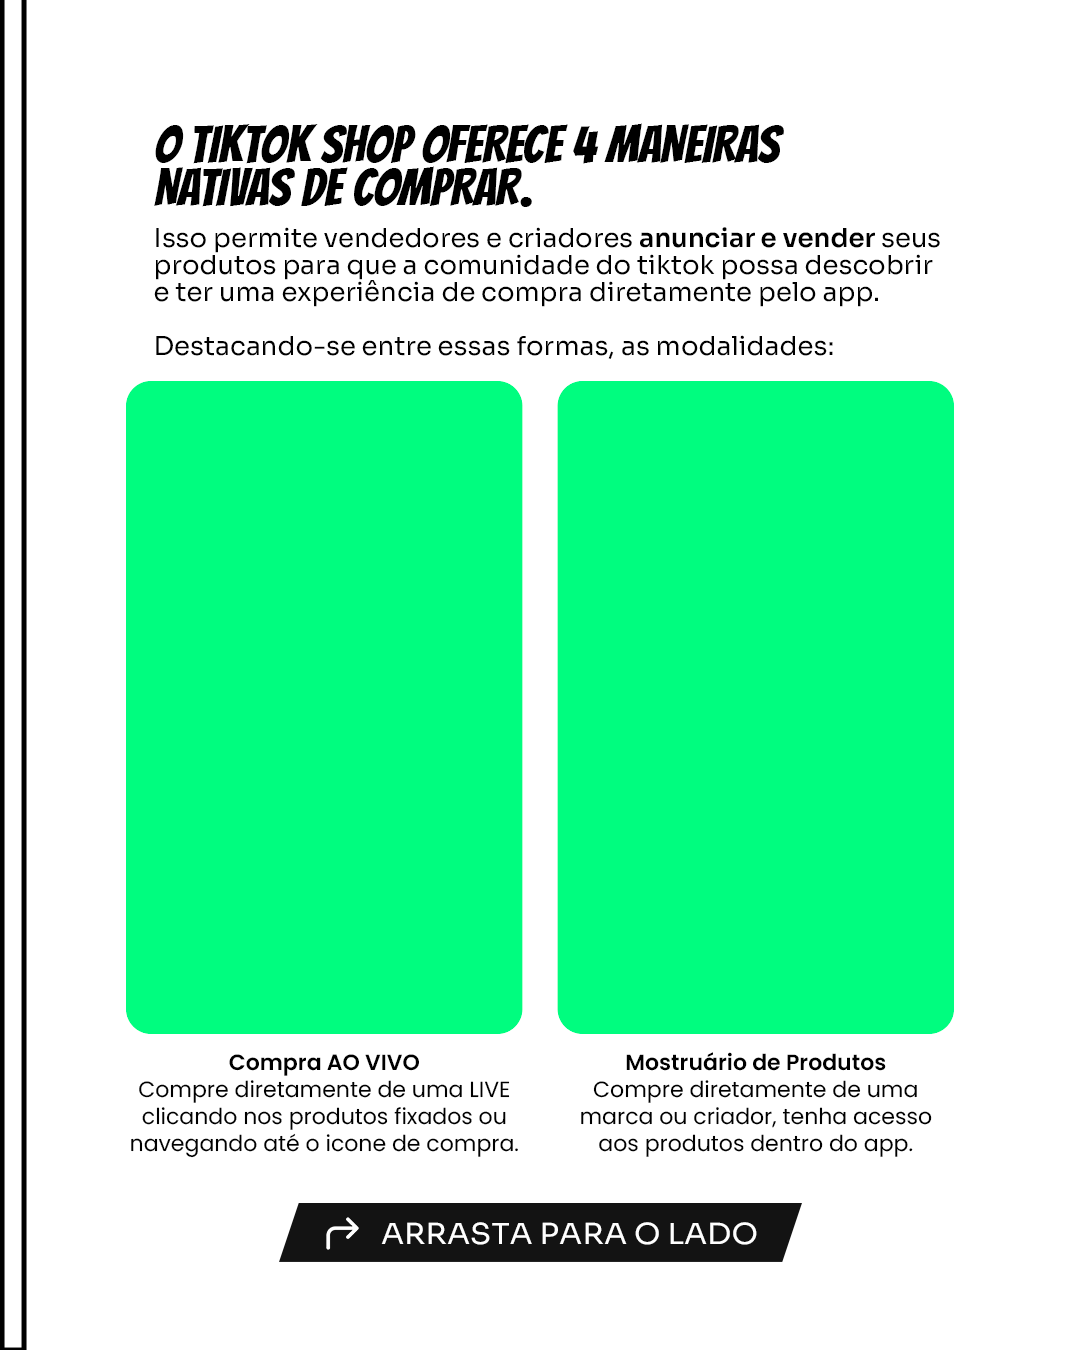 O TIKTOK SHOP OFERECE 4 MANEIRAS
NATIVAS DE COMPRAR.
Isso permite vendedores e criadores anunciar e vender seus
produtos para que a comunidade do tiktok possa descobrir
e ter uma experiência de compra diretamente pelo app.
Destacando-se entre essas formas, as modalidades:
Compra AO VIVO
Compre diretamente de uma LIVE
clicando nos produtos fixados ou
navegando até o icone de compra.
Mostruário de Produtos
Compre diretamente de uma
marca ou criador, tenha acesso
aos produtos dentro do app.
ARRASTA PARA O LADO